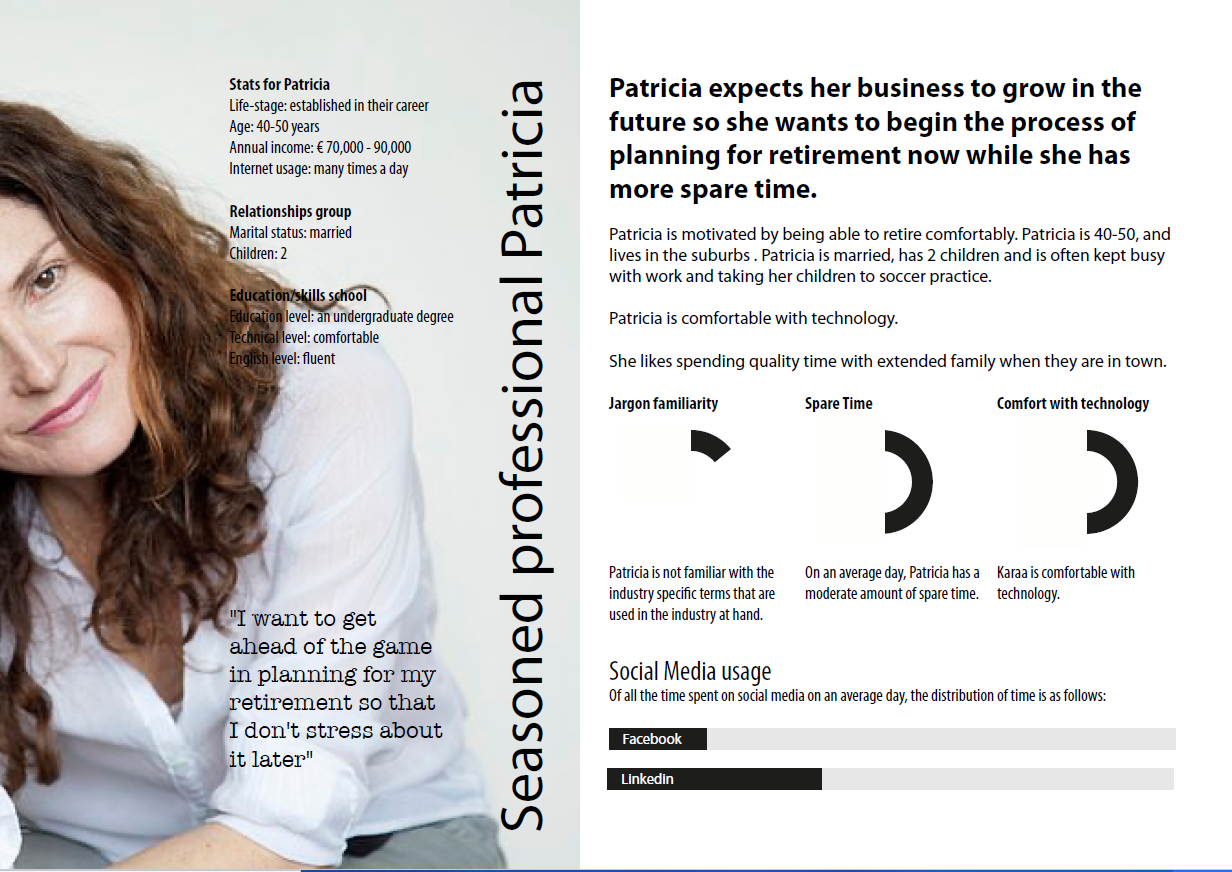 Stats for Patricia
Life-stage: established in their career
Age: 40-50 years
Annual income: € 70,000 - 90,000
Internet usage: many times a day
Relationships group
Marital status: married
Children: 2
Education/skills school
Education level: an undergraduate degree
Technical level: comfortable
English level: fluent
"I want to get
ahead of the game
in planning for my
retirement so that
I don't stress about
it later"
Seasoned professional Patricia
Patricia expects her business to grow in the
future so she wants to begin the process of
planning for retirement now while she has
more spare time.
Patricia is motivated by being able to retire comfortably. Patricia is 40-50, and
lives in the suburbs . Patricia is married, has 2 children and is often kept busy
with work and taking her children to soccer practice.
Patricia is comfortable with technology.
She likes spending quality time with extended family when they are in town.
Jargon familiarity
Patricia is not familiar with the
industry specific terms that are
used in the industry at hand.
Spare Time
On an average day, Patricia has a
moderate amount of spare time.
Comfort with technology
Karaa is comfortable with
technology.
Social Media usage
Of all the time spent on social media on an average day, the distribution of time is as follows:
Facebook
LinkedIn